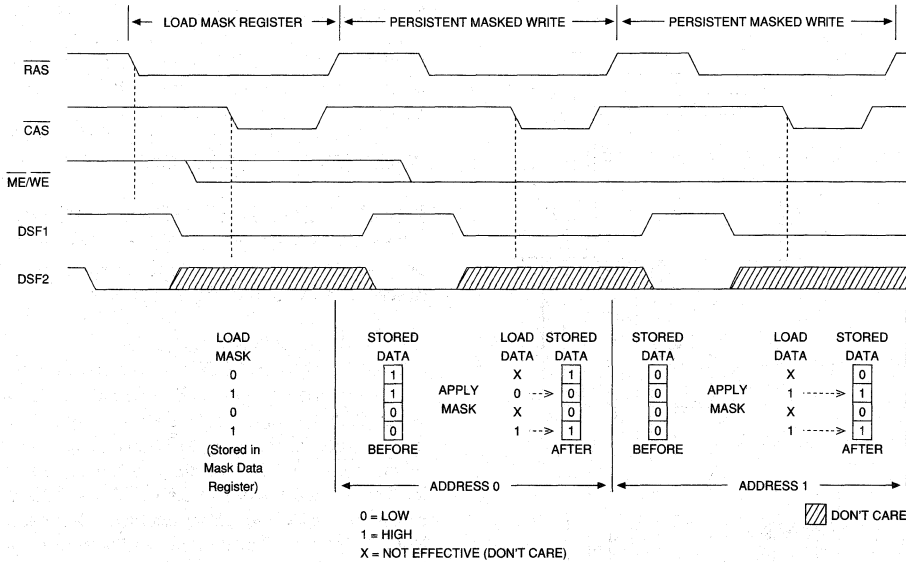 LOAD MASK REGISTER PERSISTENT MASKED WRITE PERSISTENT MASKED WRITE
RAS
CAS
ME/WE
DSF1
DSF2
LOAD STORED LOAD STORED STORED LOAD STORED
MASK DATA DATA DATA DATA DATA DATA
0 1 X 1 0 X 0
1 1 APPLY 0 0 0 APPLY 1 1
0 0 MASK X 0 0 MASK X 0
1 0 1 1 0 1 1
(Stored in BEFORE AFTER BEFORE AFTER
Mask Data
Register) ADDRESS 0 ADDRESS 1
0 = LOW DON'T CARE
1 = HIGH
X = NOT EFFECTIVE (DON'T CARE)